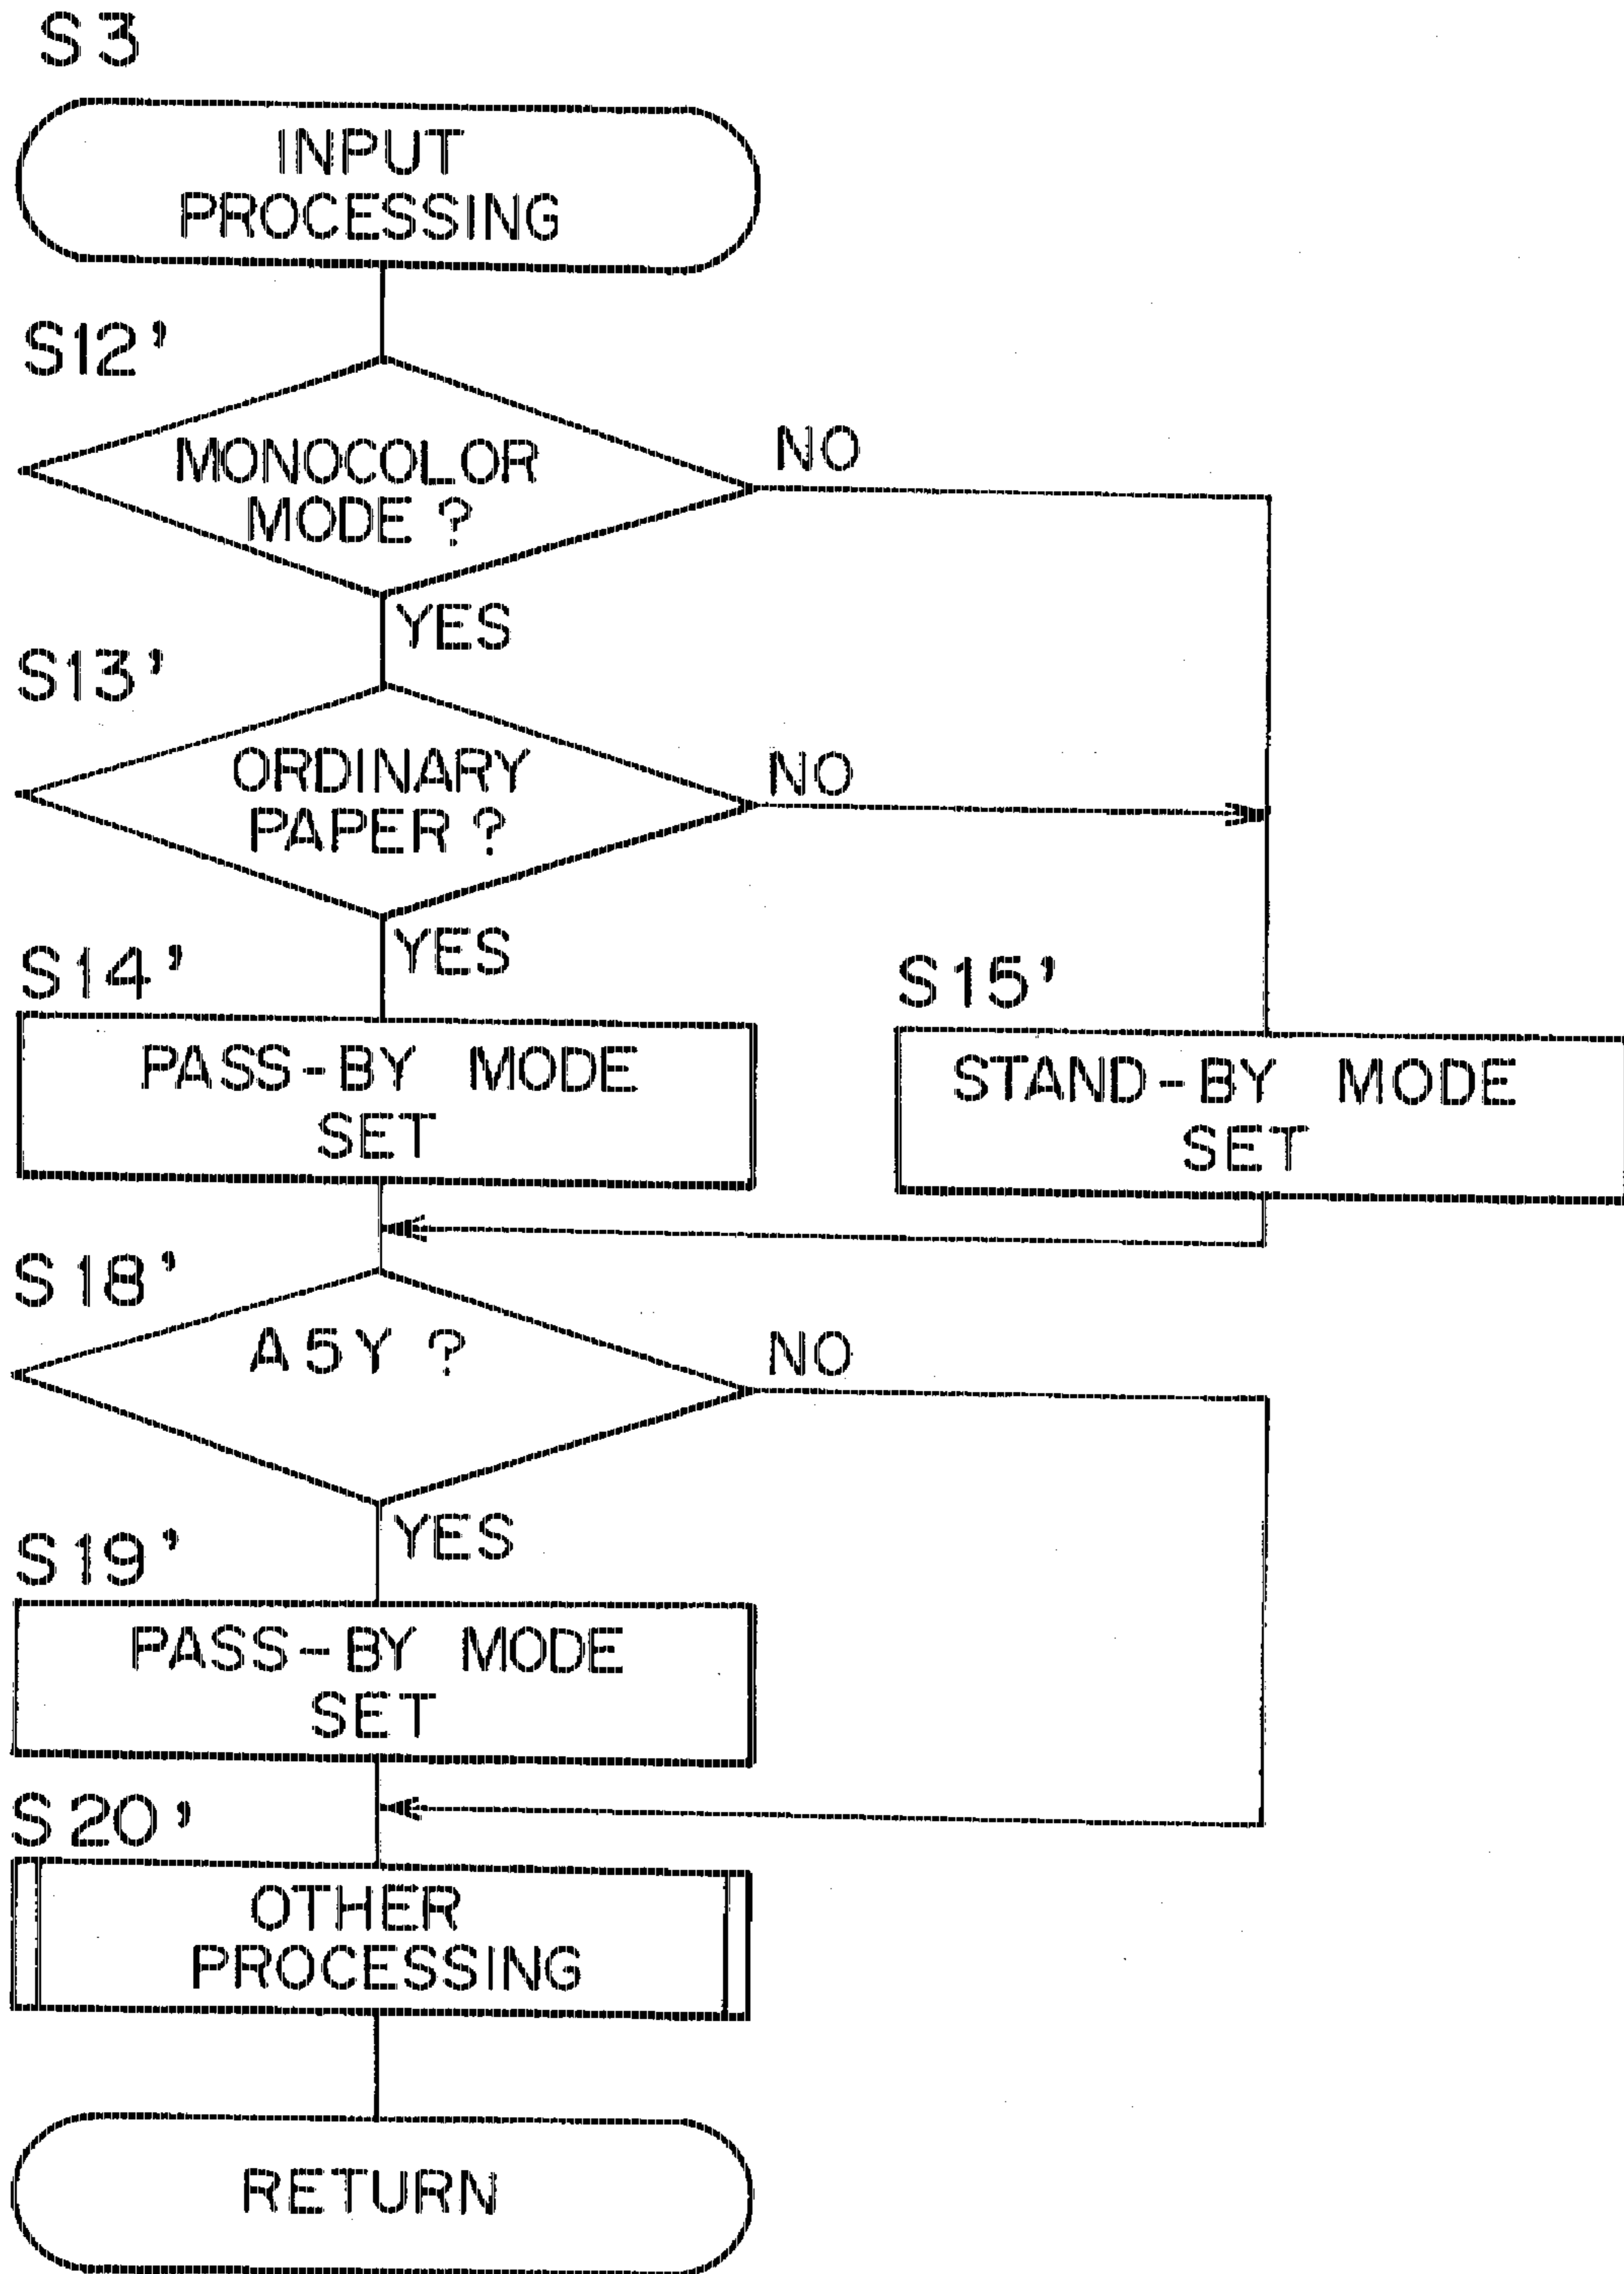 S3
INPUT
PROCESSING
S12'
MONOCOLOR
MODE ?
NO
YES
S13'
ORDINARY
PAPER ?
NO
YES
S14'
PASS-BY MODE
SET
S15'
STAND-BY MODE
SET
S18'
A5Y ?
NO
YES
S19'
PASS-BY MODE
SET
S20'
OTHER
PROCESSING
RETURN